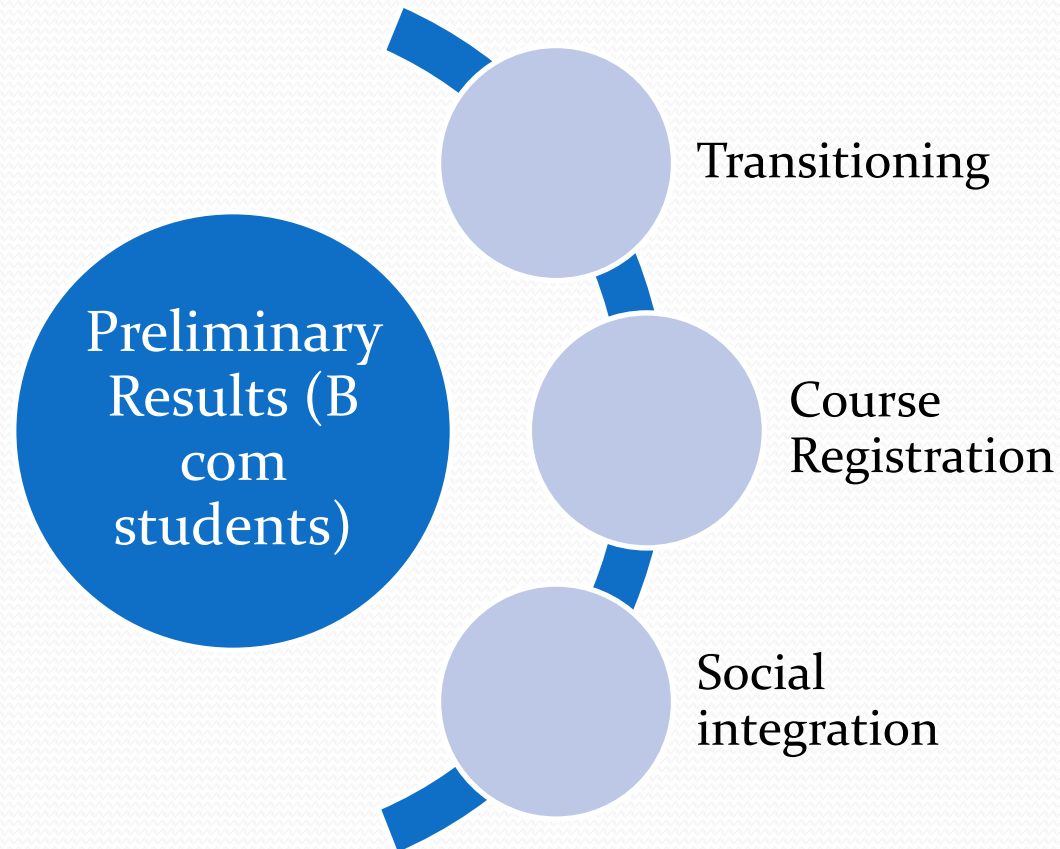 Preliminary
Results (B
com
students)
Transitioning
Course
Registration
Social
integration